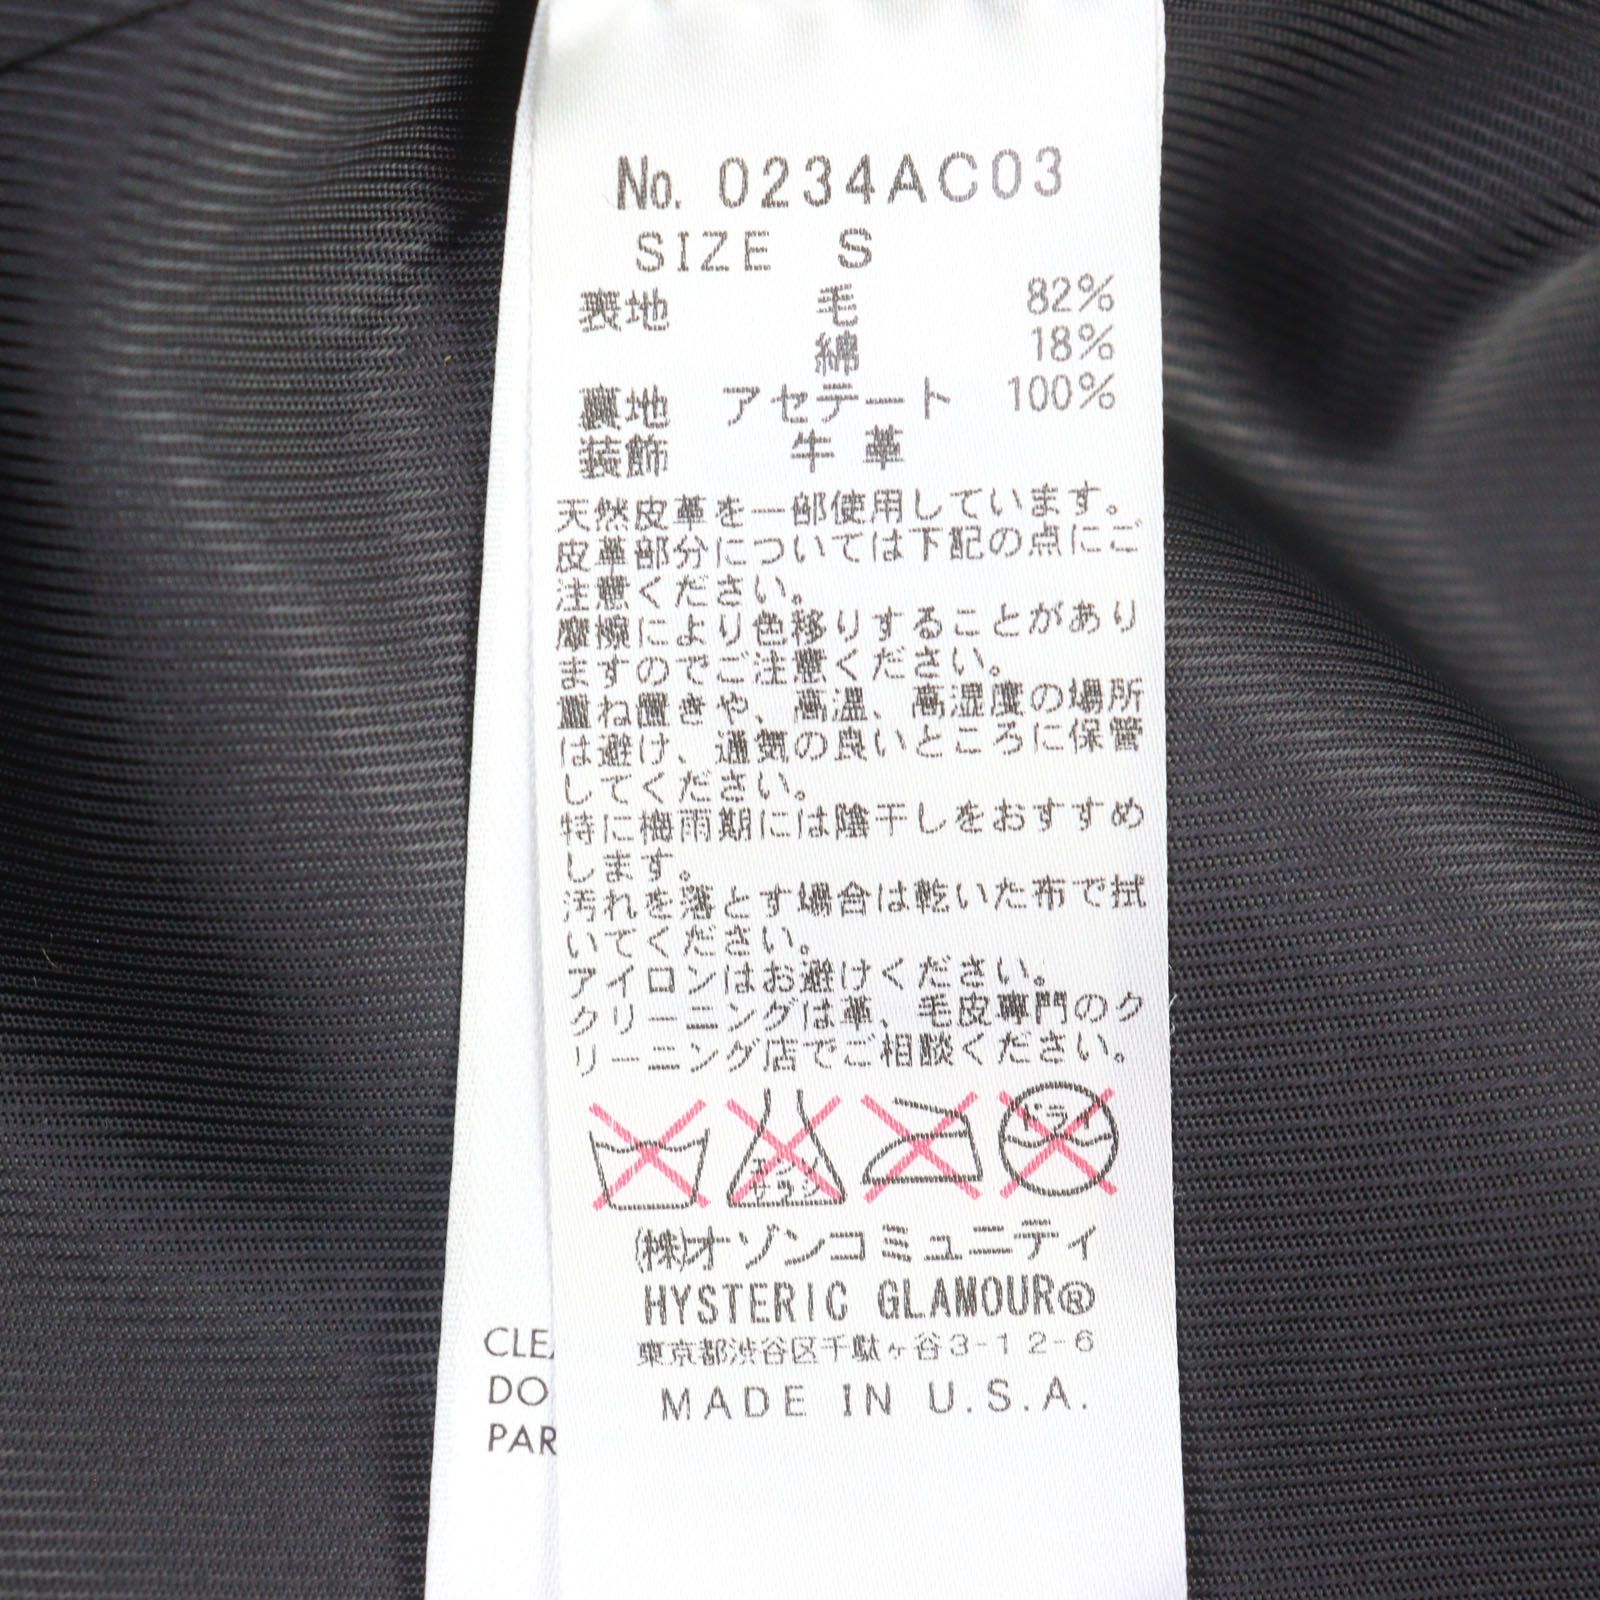 No. 0234AC03
SIZE S
表地 毛 82%
綿 18%
裏地 アセテート 100%
装飾 牛革
天然皮革を一部使用しています。
皮革部分については下記の点にご
注意ください。
摩擦により色移りすることがあり
ますのでご注意ください。
重ね置きや、高温、高湿度の場所
は避け、通気の良いところに保管
してください。
特に梅雨期には陰干しをおすすめ
します。
汚れを落とす場合は乾いた布で拭
いてください。
アイロンはお避けください。
クリーニングは革、毛皮専門のク
リーニング店でご相談ください。
エンソサラシ
ドライ
(株)オゾンコミュニティ
HYSTERIC GLAMOUR®
東京都渋谷区千駄ヶ谷3-12-6
MADE IN U.S.A.
CLEA
DO
PAR